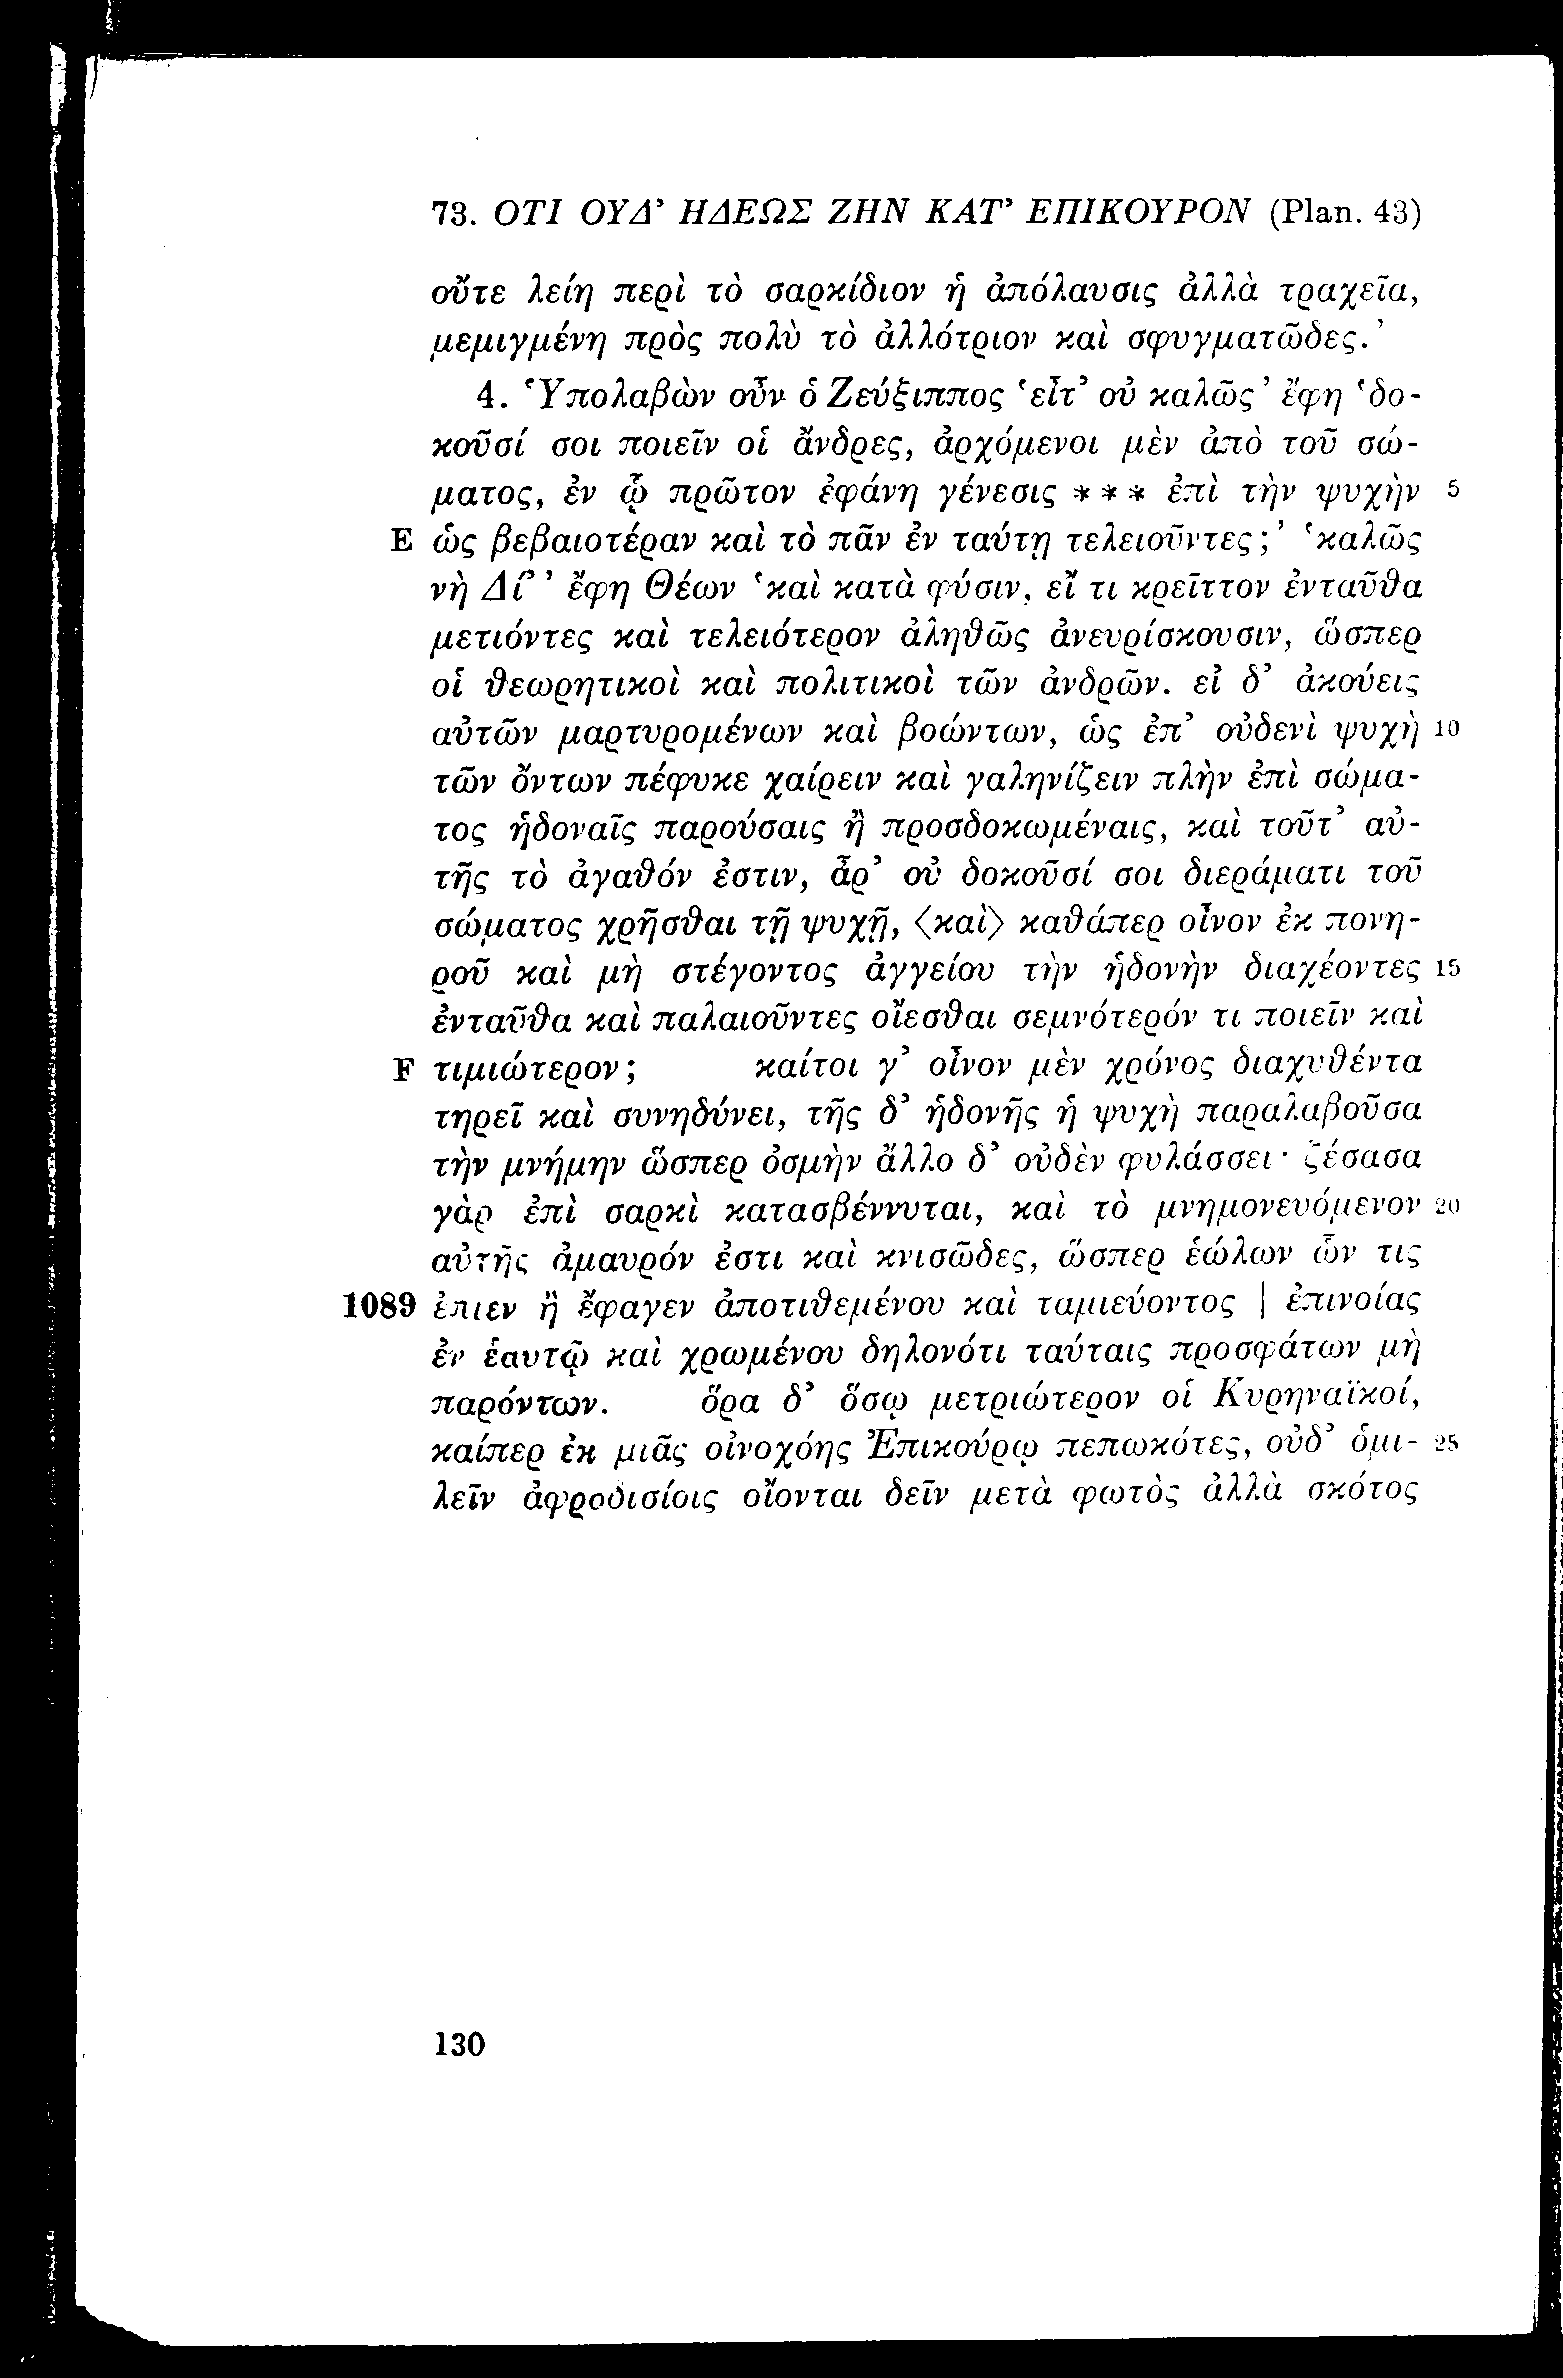 73. ΟΤΙ ΟΥΔ’ ΗΔΕΩΣ ΖΗΝ ΚΑΤ’ ΕΠΙΚΟΥΡΟΝ (Plan. 43)
οὔτε λείη περὶ τὸ σαρκίδιον ἡ ἀπόλαυσις ἀλλὰ τραχεῖα,
μεμιγμένη πρὸς πολὺ τὸ ἀλλότριον καὶ σφυγματῶδες.’
4. Ὑπολαβὼν οὖν ὁ Ζεύξιππος ‘εἶτ’ οὐ καλῶς’ ἔφη ‘δο-
κοῦσί σοι ποιεῖν οἱ ἄνδρες, ἀρχόμενοι μὲν ἀπὸ τοῦ σώ-
ματος, ἐν ᾧ πρῶτον ἐφάνη γένεσις *** ἐπὶ τὴν ψυχὴν 5
E ὡς βεβαιοτέραν καὶ τὸ πᾶν ἐν ταύτῃ τελειοῦντες;’ ‘καλῶς
νὴ Δί’’ ἔφη Θέων ‘καὶ κατὰ φύσιν, εἴ τι κρεῖττον ἐνταῦθα
μετιόντες καὶ τελειότερον ἀληθῶς ἀνευρίσκουσιν, ὥσπερ
οἱ θεωρητικοὶ καὶ πολιτικοὶ τῶν ἀνδρῶν. εἰ δ’ ἀκούεις
αὐτῶν μαρτυρομένων καὶ βοώντων, ὡς ἐπ’ οὐδενὶ ψυχὴ 10
τῶν ὄντων πέφυκε χαίρειν καὶ γαληνίζειν πλὴν ἐπὶ σώμα-
τος ἡδοναῖς παρούσαις ἢ προσδοκωμέναις, καὶ τοῦτ’ αὐ-
τῆς τὸ ἀγαθόν ἐστιν, ἆρ’ οὐ δοκοῦσί σοι διεράματι τοῦ
σώματος χρῆσθαι τῇ ψυχῇ, ⟨καὶ⟩ καθάπερ οἶνον ἐκ πονη-
ροῦ καὶ μὴ στέγοντος ἀγγείου τὴν ἡδονὴν διαχέοντες 15
ἐνταῦθα καὶ παλαιοῦντες οἴεσθαι σεμνότερόν τι ποιεῖν καὶ
F τιμιώτερον; καίτοι γ’ οἶνον μὲν χρόνος διαχυθέντα
τηρεῖ καὶ συνηδύνει, τῆς δ’ ἡδονῆς ἡ ψυχὴ παραλαβοῦσα
τὴν μνήμην ὥσπερ ὀσμὴν ἄλλο δ’ οὐδὲν φυλάσσει· ζέσασα
γὰρ ἐπὶ σαρκὶ κατασβέννυται, καὶ τὸ μνημονευόμενον 20
αὐτῆς ἀμαυρόν ἐστι καὶ κνισῶδες, ὥσπερ ἑώλων ὧν τις
1089 ἔπιεν ἢ ἔφαγεν ἀποτιθεμένου καὶ ταμιεύοντος | ἐπινοίας
ἐν ἑαυτῷ καὶ χρωμένου δηλονότι ταύταις προσφάτων μὴ
παρόντων. ὅρα δ’ ὅσῳ μετριώτερον οἱ Κυρηναϊκοί,
καίπερ ἐκ μιᾶς οἰνοχόης Ἐπικούρῳ πεπωκότες, οὐδ’ ὁμι- 25
λεῖν ἀφροδισίοις οἴονται δεῖν μετὰ φωτὸς ἀλλὰ σκότος
130